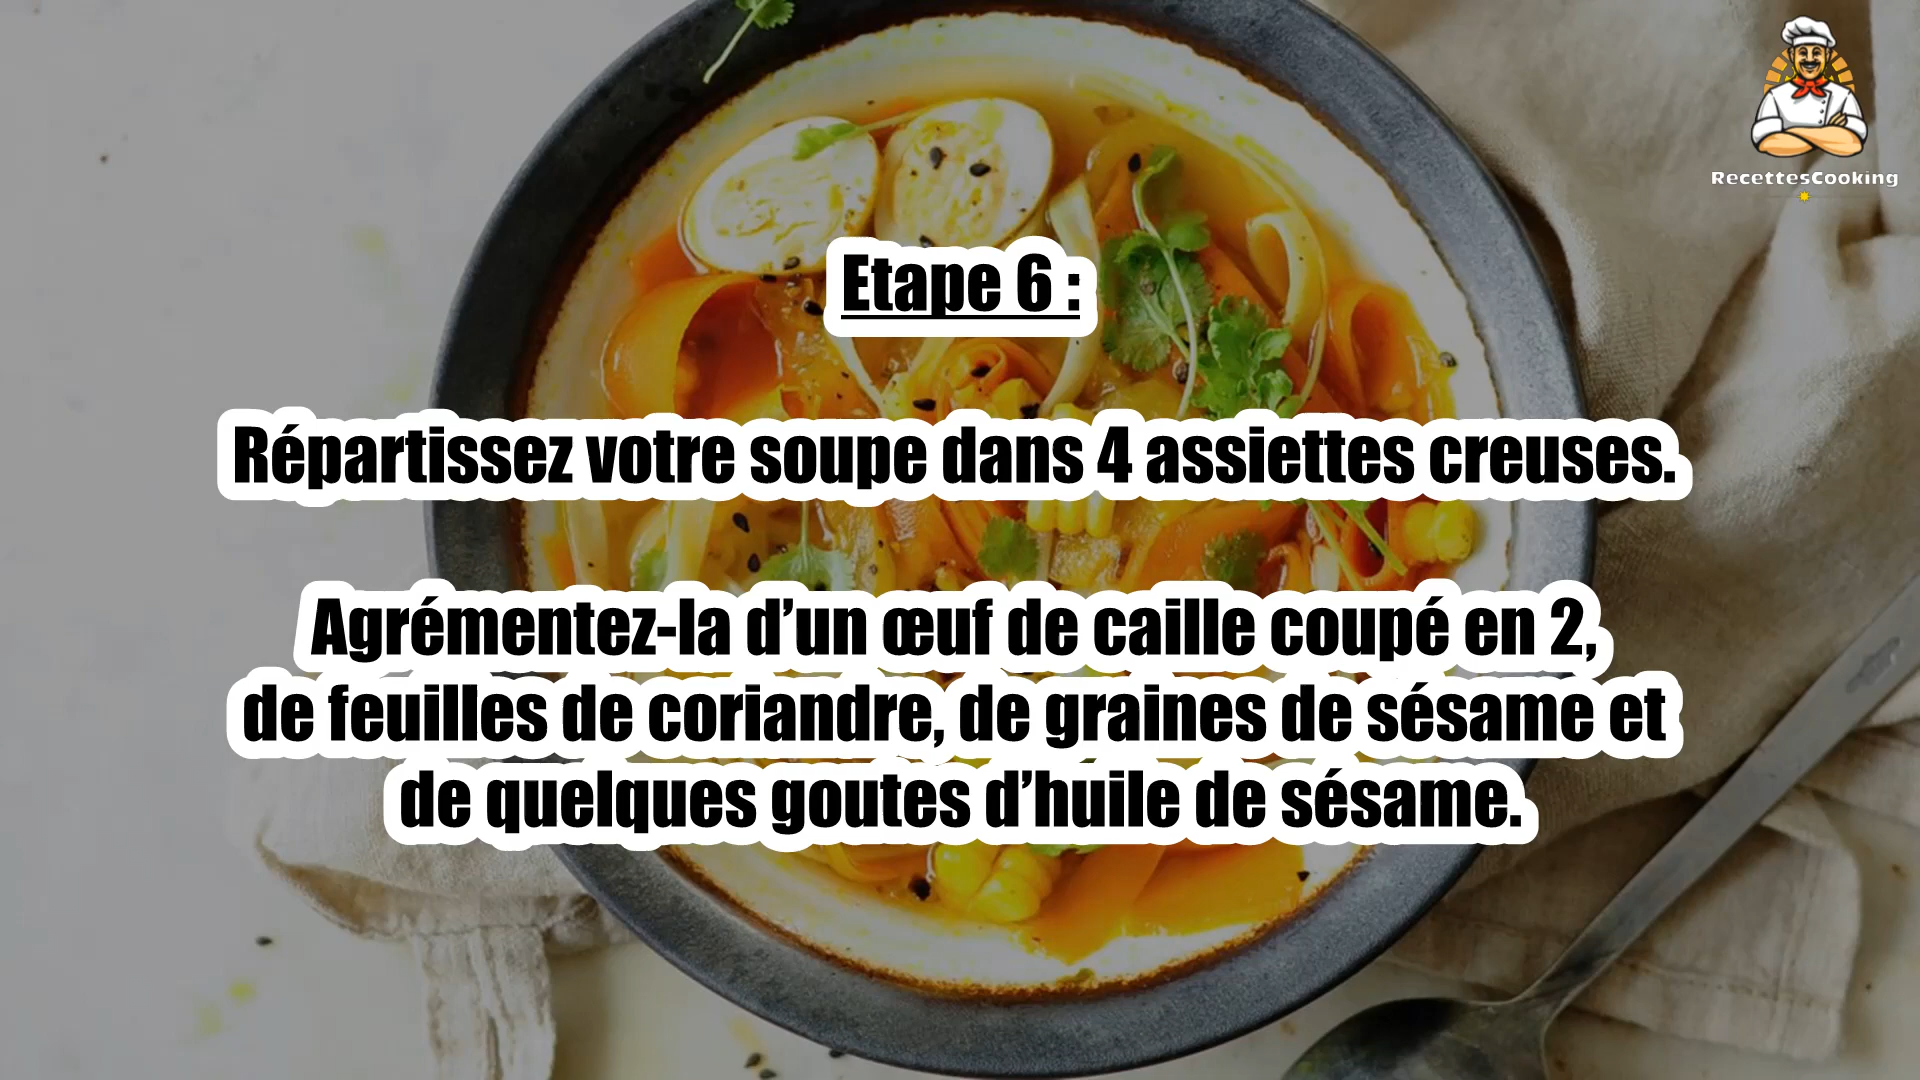 RecettesCooking
Etape 6 :
Répartissez votre soupe dans 4 assiettes creuses.
Agrémentez-la d’un œuf de caille coupé en 2,
de feuilles de coriandre, de graines de sésame et
de quelques goutes d’huile de sésame.